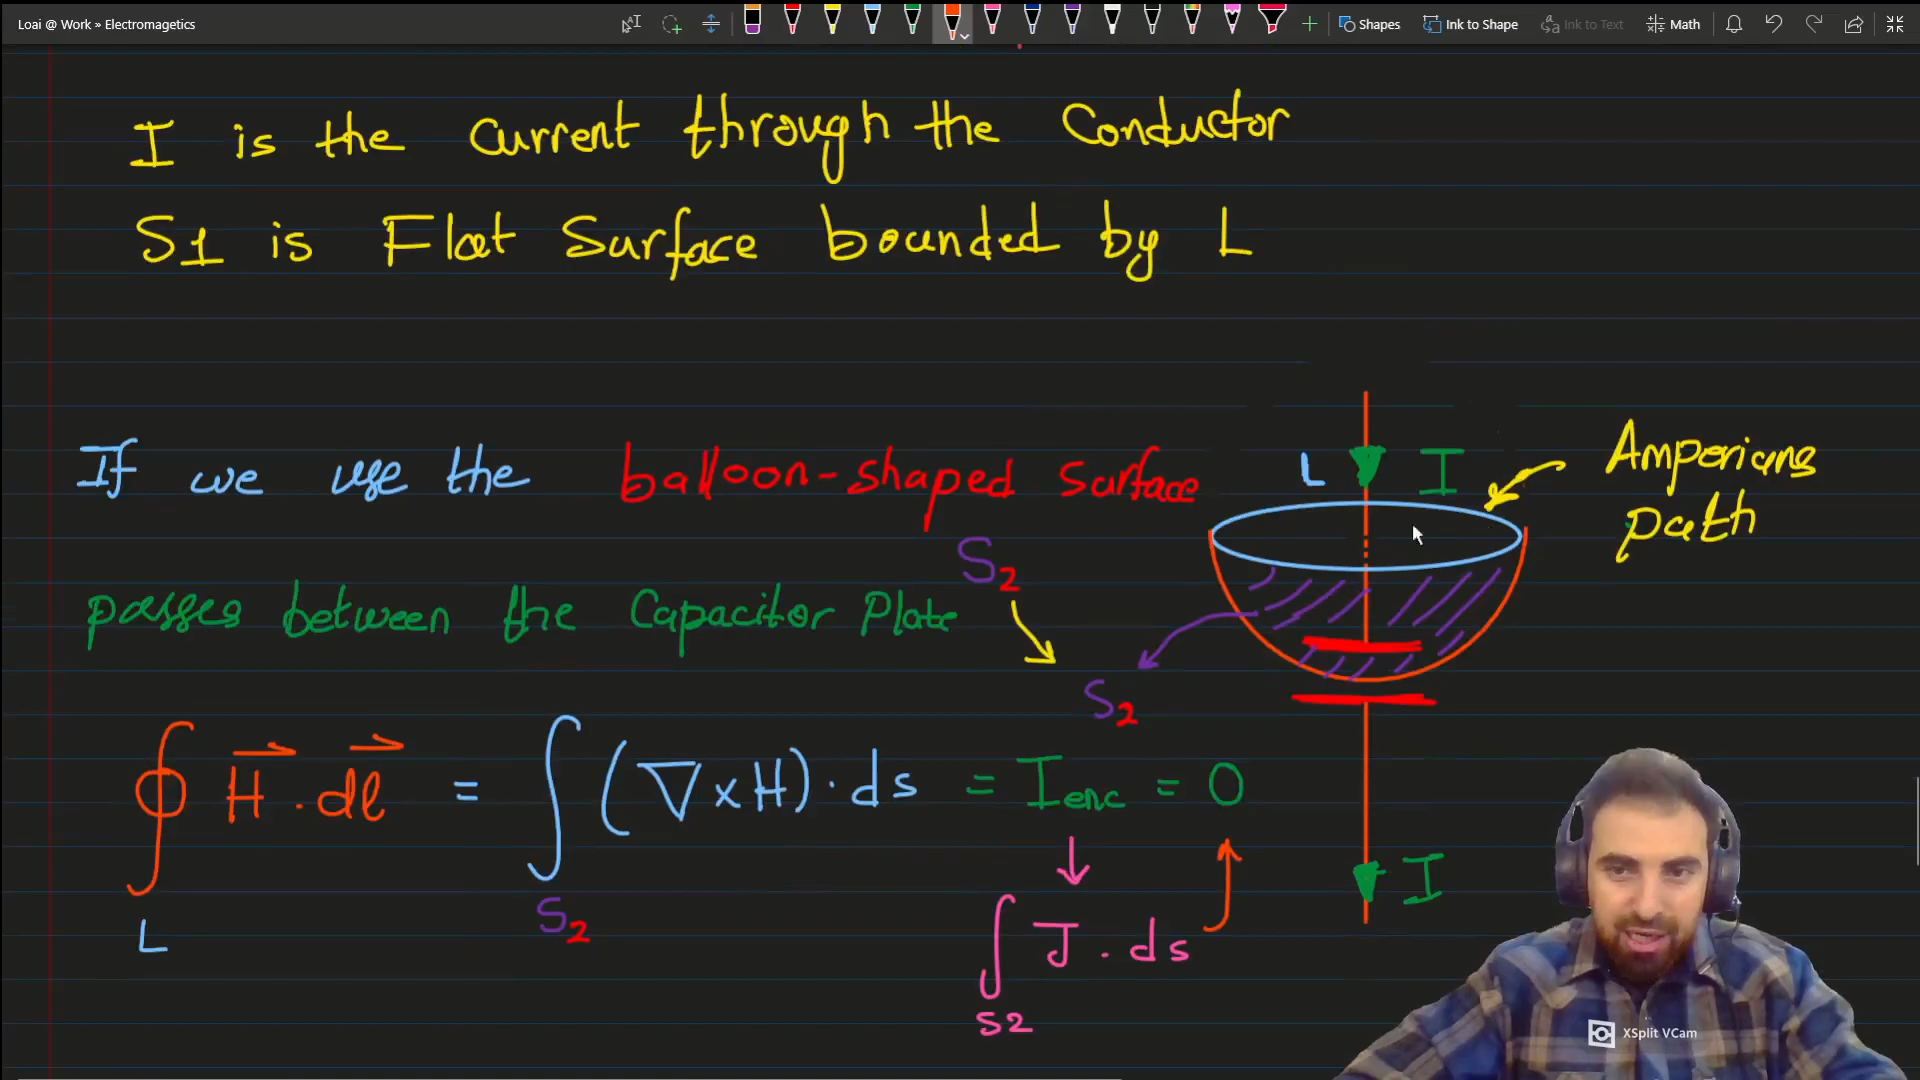 Loai @ Work » Electromagetics
Shapes
Ink to Shape
Ink to Text
Math
I is the current through the Conductor
S1 is Flat Surface bounded by L
If we use the balloon-shaped surface
S2
passes between the Capacitor Plate
L
I
Amperians
path
S2
∮ H⃗ . dl⃗ = ∫ (∇ x H) . ds = Ienc = 0
L
S2
I
∫ J . ds
S2
XSplit VCam